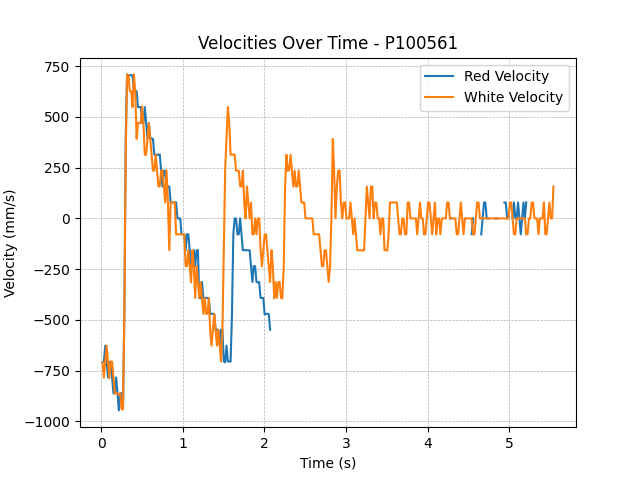 Velocities Over Time - P100561
Red Velocity
White Velocity
Velocity (mm/s)
750
500
250
0
−250
−500
−750
−1000
0 1 2 3 4 5
Time (s)